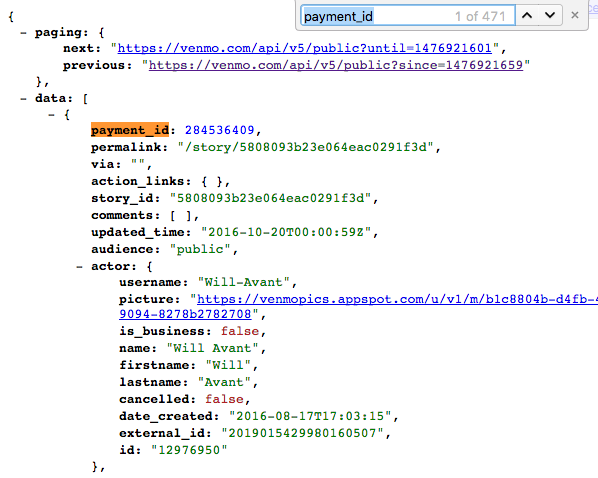 payment_id 1 of 471
{
− paging: {
next: "https://venmo.com/api/v5/public?until=1476921601",
previous: "https://venmo.com/api/v5/public?since=1476921659"
},
− data: [
− {
payment_id: 284536409,
permalink: "/story/5808093b23e064eac0291f3d",
via: "",
action_links: { },
story_id: "5808093b23e064eac0291f3d",
comments: [ ],
updated_time: "2016-10-20T00:00:59Z",
audience: "public",
− actor: {
username: "Will-Avant",
picture: "https://venmopics.appspot.com/u/v1/m/b1c8804b-d4fb-4
9094-8278b2782708",
is_business: false,
name: "Will Avant",
firstname: "Will",
lastname: "Avant",
cancelled: false,
date_created: "2016-08-17T17:03:15",
external_id: "2019015429980160507",
id: "12976950"
},